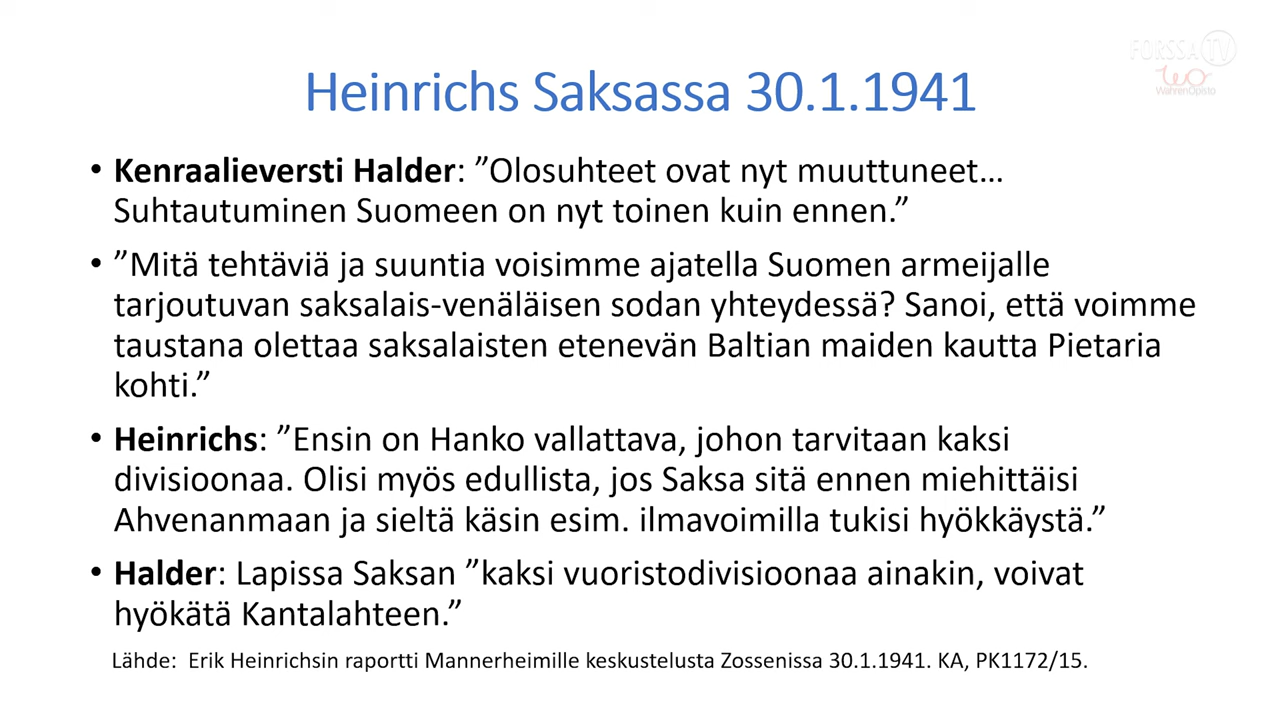 FORSSA TV
WahrenOpisto
Heinrichs Saksassa 30.1.1941
• Kenraalieversti Halder: ”Olosuhteet ovat nyt muuttuneet…
Suhtautuminen Suomeen on nyt toinen kuin ennen.”
• ”Mitä tehtäviä ja suuntia voisimme ajatella Suomen armeijalle
tarjoutuvan saksalais-venäläisen sodan yhteydessä? Sanoi, että voimme
taustana olettaa saksalaisten etenevän Baltian maiden kautta Pietaria
kohti.”
• Heinrichs: ”Ensin on Hanko vallattava, johon tarvitaan kaksi
divisioonaa. Olisi myös edullista, jos Saksa sitä ennen miehittäisi
Ahvenanmaan ja sieltä käsin esim. ilmavoimilla tukisi hyökkäystä.”
• Halder: Lapissa Saksan ”kaksi vuoristodivisioonaa ainakin, voivat
hyökätä Kantalahteen.”
Lähde: Erik Heinrichsin raportti Mannerheimille keskustelusta Zossenissa 30.1.1941. KA, PK1172/15.